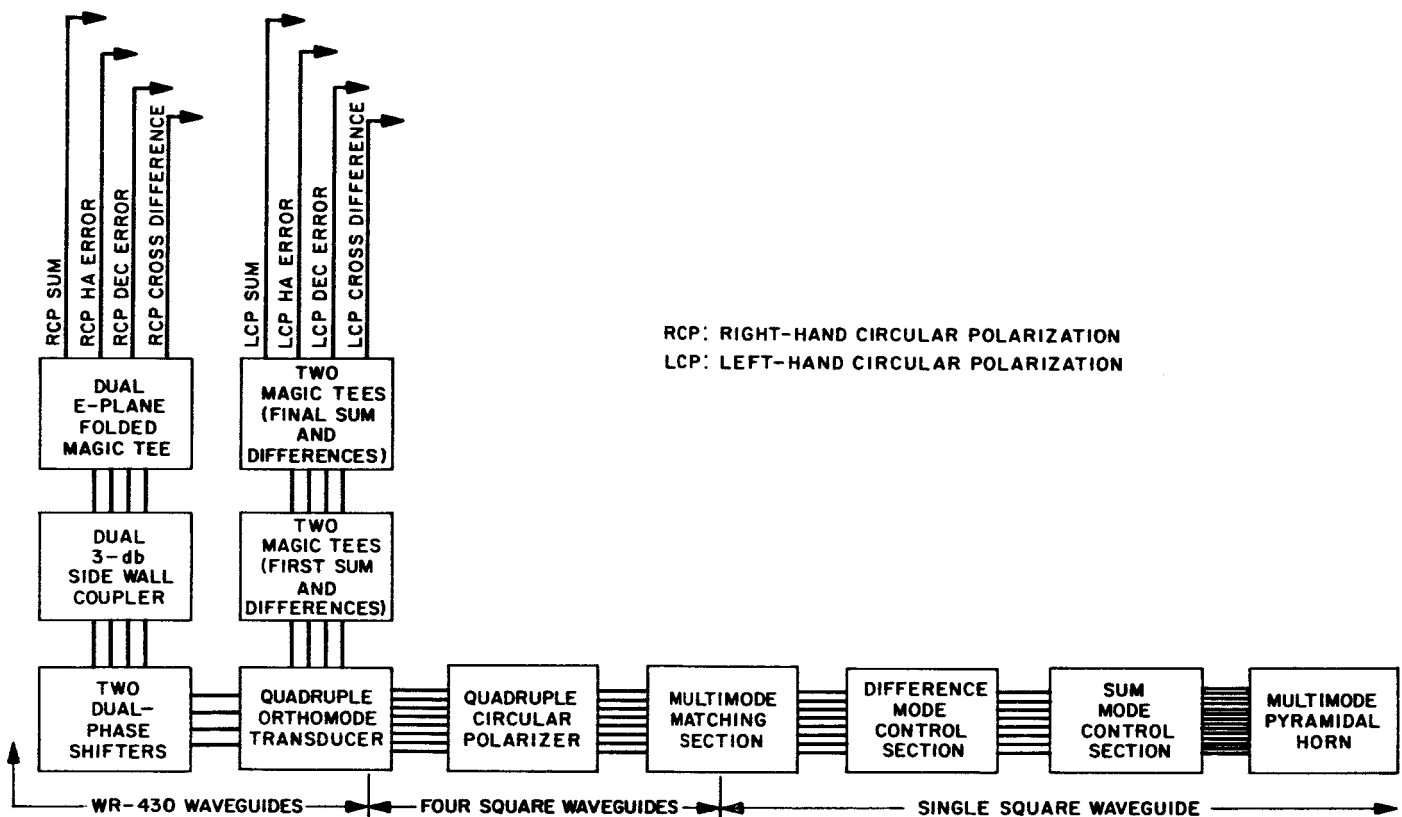 RCP SUM
RCP HA ERROR
RCP DEC ERROR
RCP CROSS DIFFERENCE
LCP SUM
LCP HA ERROR
LCP DEC ERROR
LCP CROSS DIFFERENCE
RCP: RIGHT-HAND CIRCULAR POLARIZATION
LCP: LEFT-HAND CIRCULAR POLARIZATION
DUAL
E-PLANE
FOLDED
MAGIC TEE
TWO
MAGIC TEES
(FINAL SUM
AND
DIFFERENCES)
DUAL
3-db
SIDE WALL
COUPLER
TWO
MAGIC TEES
(FIRST SUM
AND
DIFFERENCES)
TWO
DUAL-
PHASE
SHIFTERS
QUADRUPLE
ORTHOMODE
TRANSDUCER
QUADRUPLE
CIRCULAR
POLARIZER
MULTIMODE
MATCHING
SECTION
DIFFERENCE
MODE
CONTROL
SECTION
SUM
MODE
CONTROL
SECTION
MULTIMODE
PYRAMIDAL
HORN
WR-430 WAVEGUIDES
FOUR SQUARE WAVEGUIDES
SINGLE SQUARE WAVEGUIDE